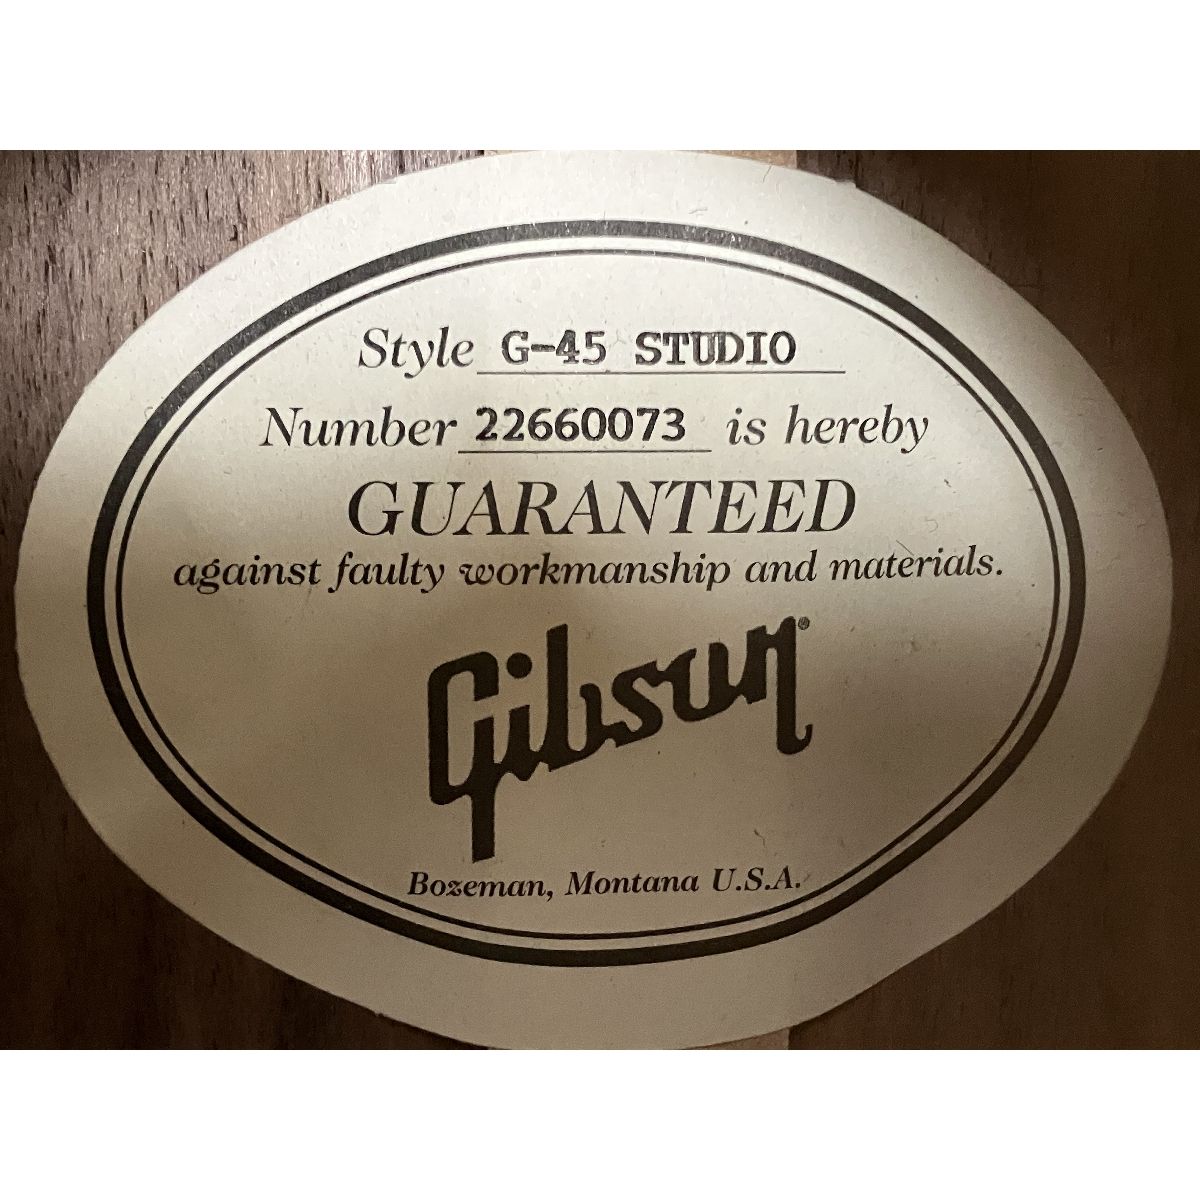 Style G-45 STUDIO
Number 22660073 is hereby
GUARANTEED
against faulty workmanship and materials.
Gibson®
Bozeman, Montana U.S.A.